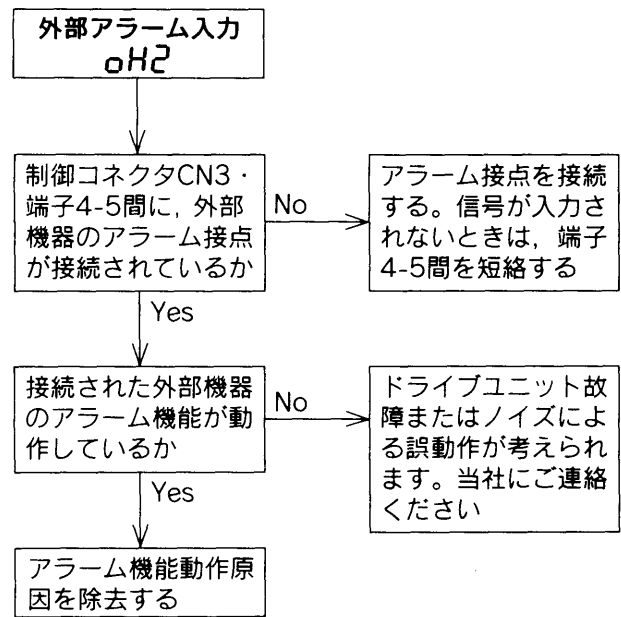 外部アラーム入力
oH2
制御コネクタCN3・
端子4-5間に,外部
機器のアラーム接点
が接続されているか
No
アラーム接点を接続
する。信号が入力さ
れないときは,端子
4-5間を短絡する
Yes
接続された外部機器
のアラーム機能が動
作しているか
No
ドライブユニット故
障またはノイズによ
る誤動作が考えられ
ます。当社にご連絡
ください
Yes
アラーム機能動作原
因を除去する